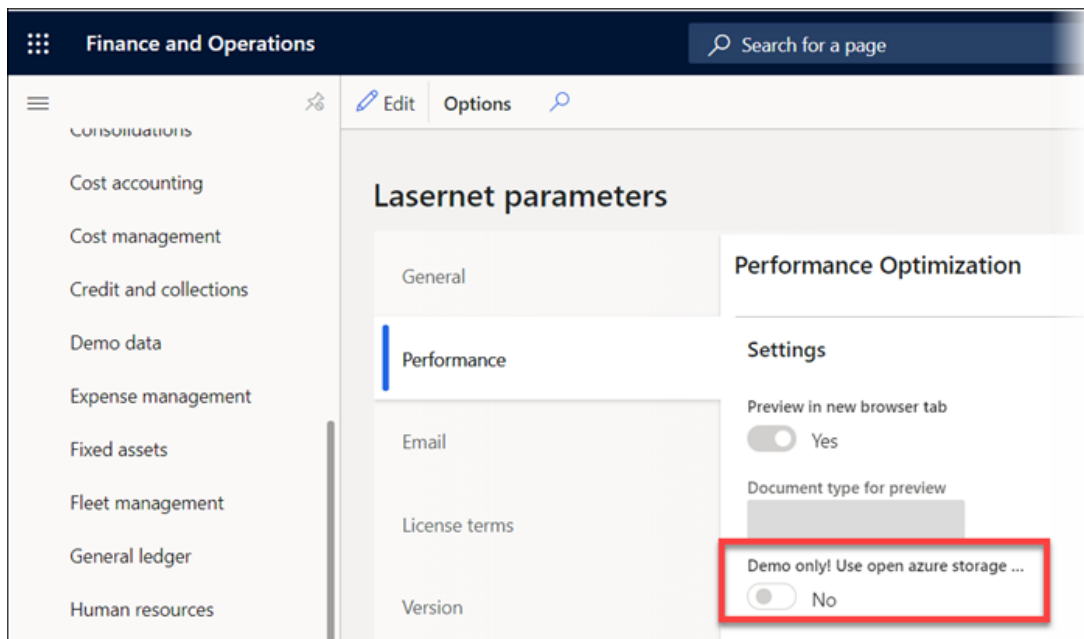 Finance and Operations
Search for a page
Edit Options
Consolidations
Cost accounting
Cost management
Credit and collections
Demo data
Expense management
Fixed assets
Fleet management
General ledger
Human resources
Lasernet parameters
General
Performance
Email
License terms
Version
Performance Optimization
Settings
Preview in new browser tab
Yes
Document type for preview
Demo only! Use open azure storage ...
No